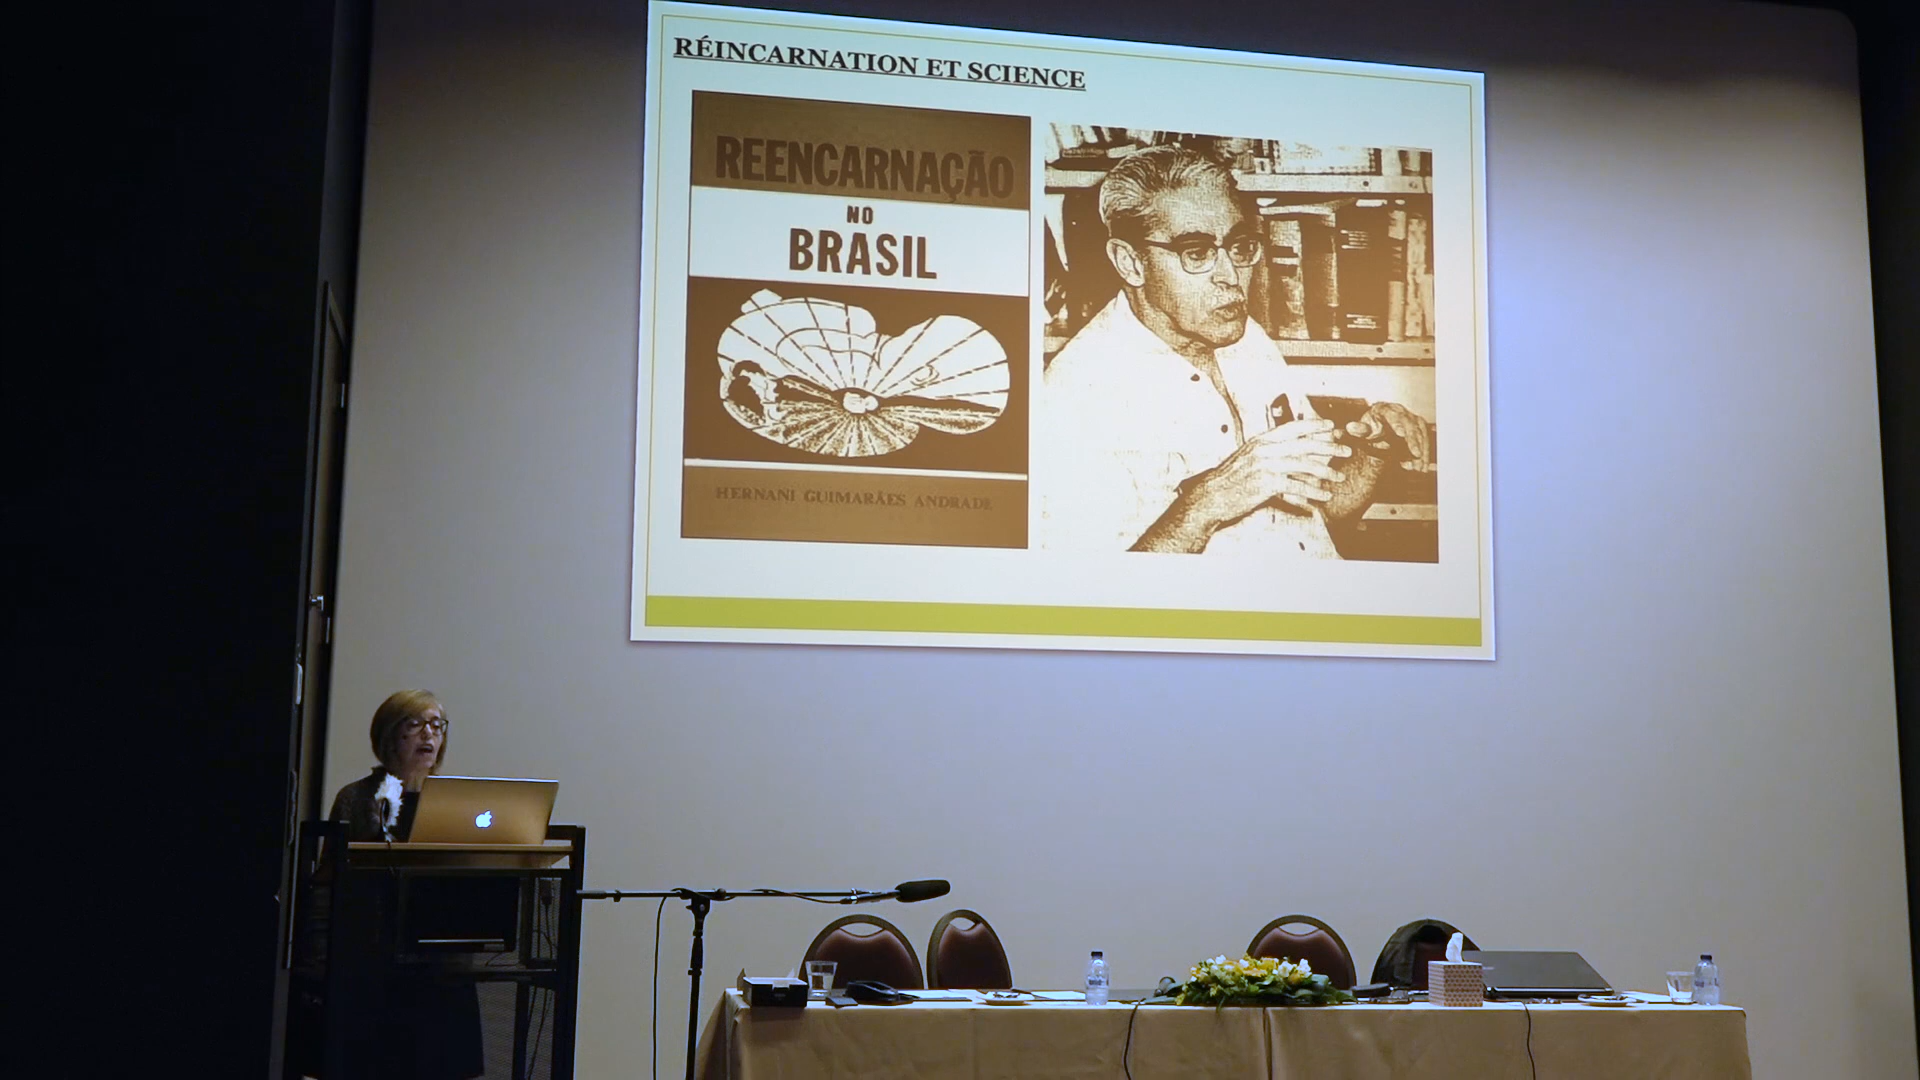 RÉINCARNATION ET SCIENCE
REENCARNAÇÃO
NO
BRASIL
HERNANI GUIMARÃES ANDRADE